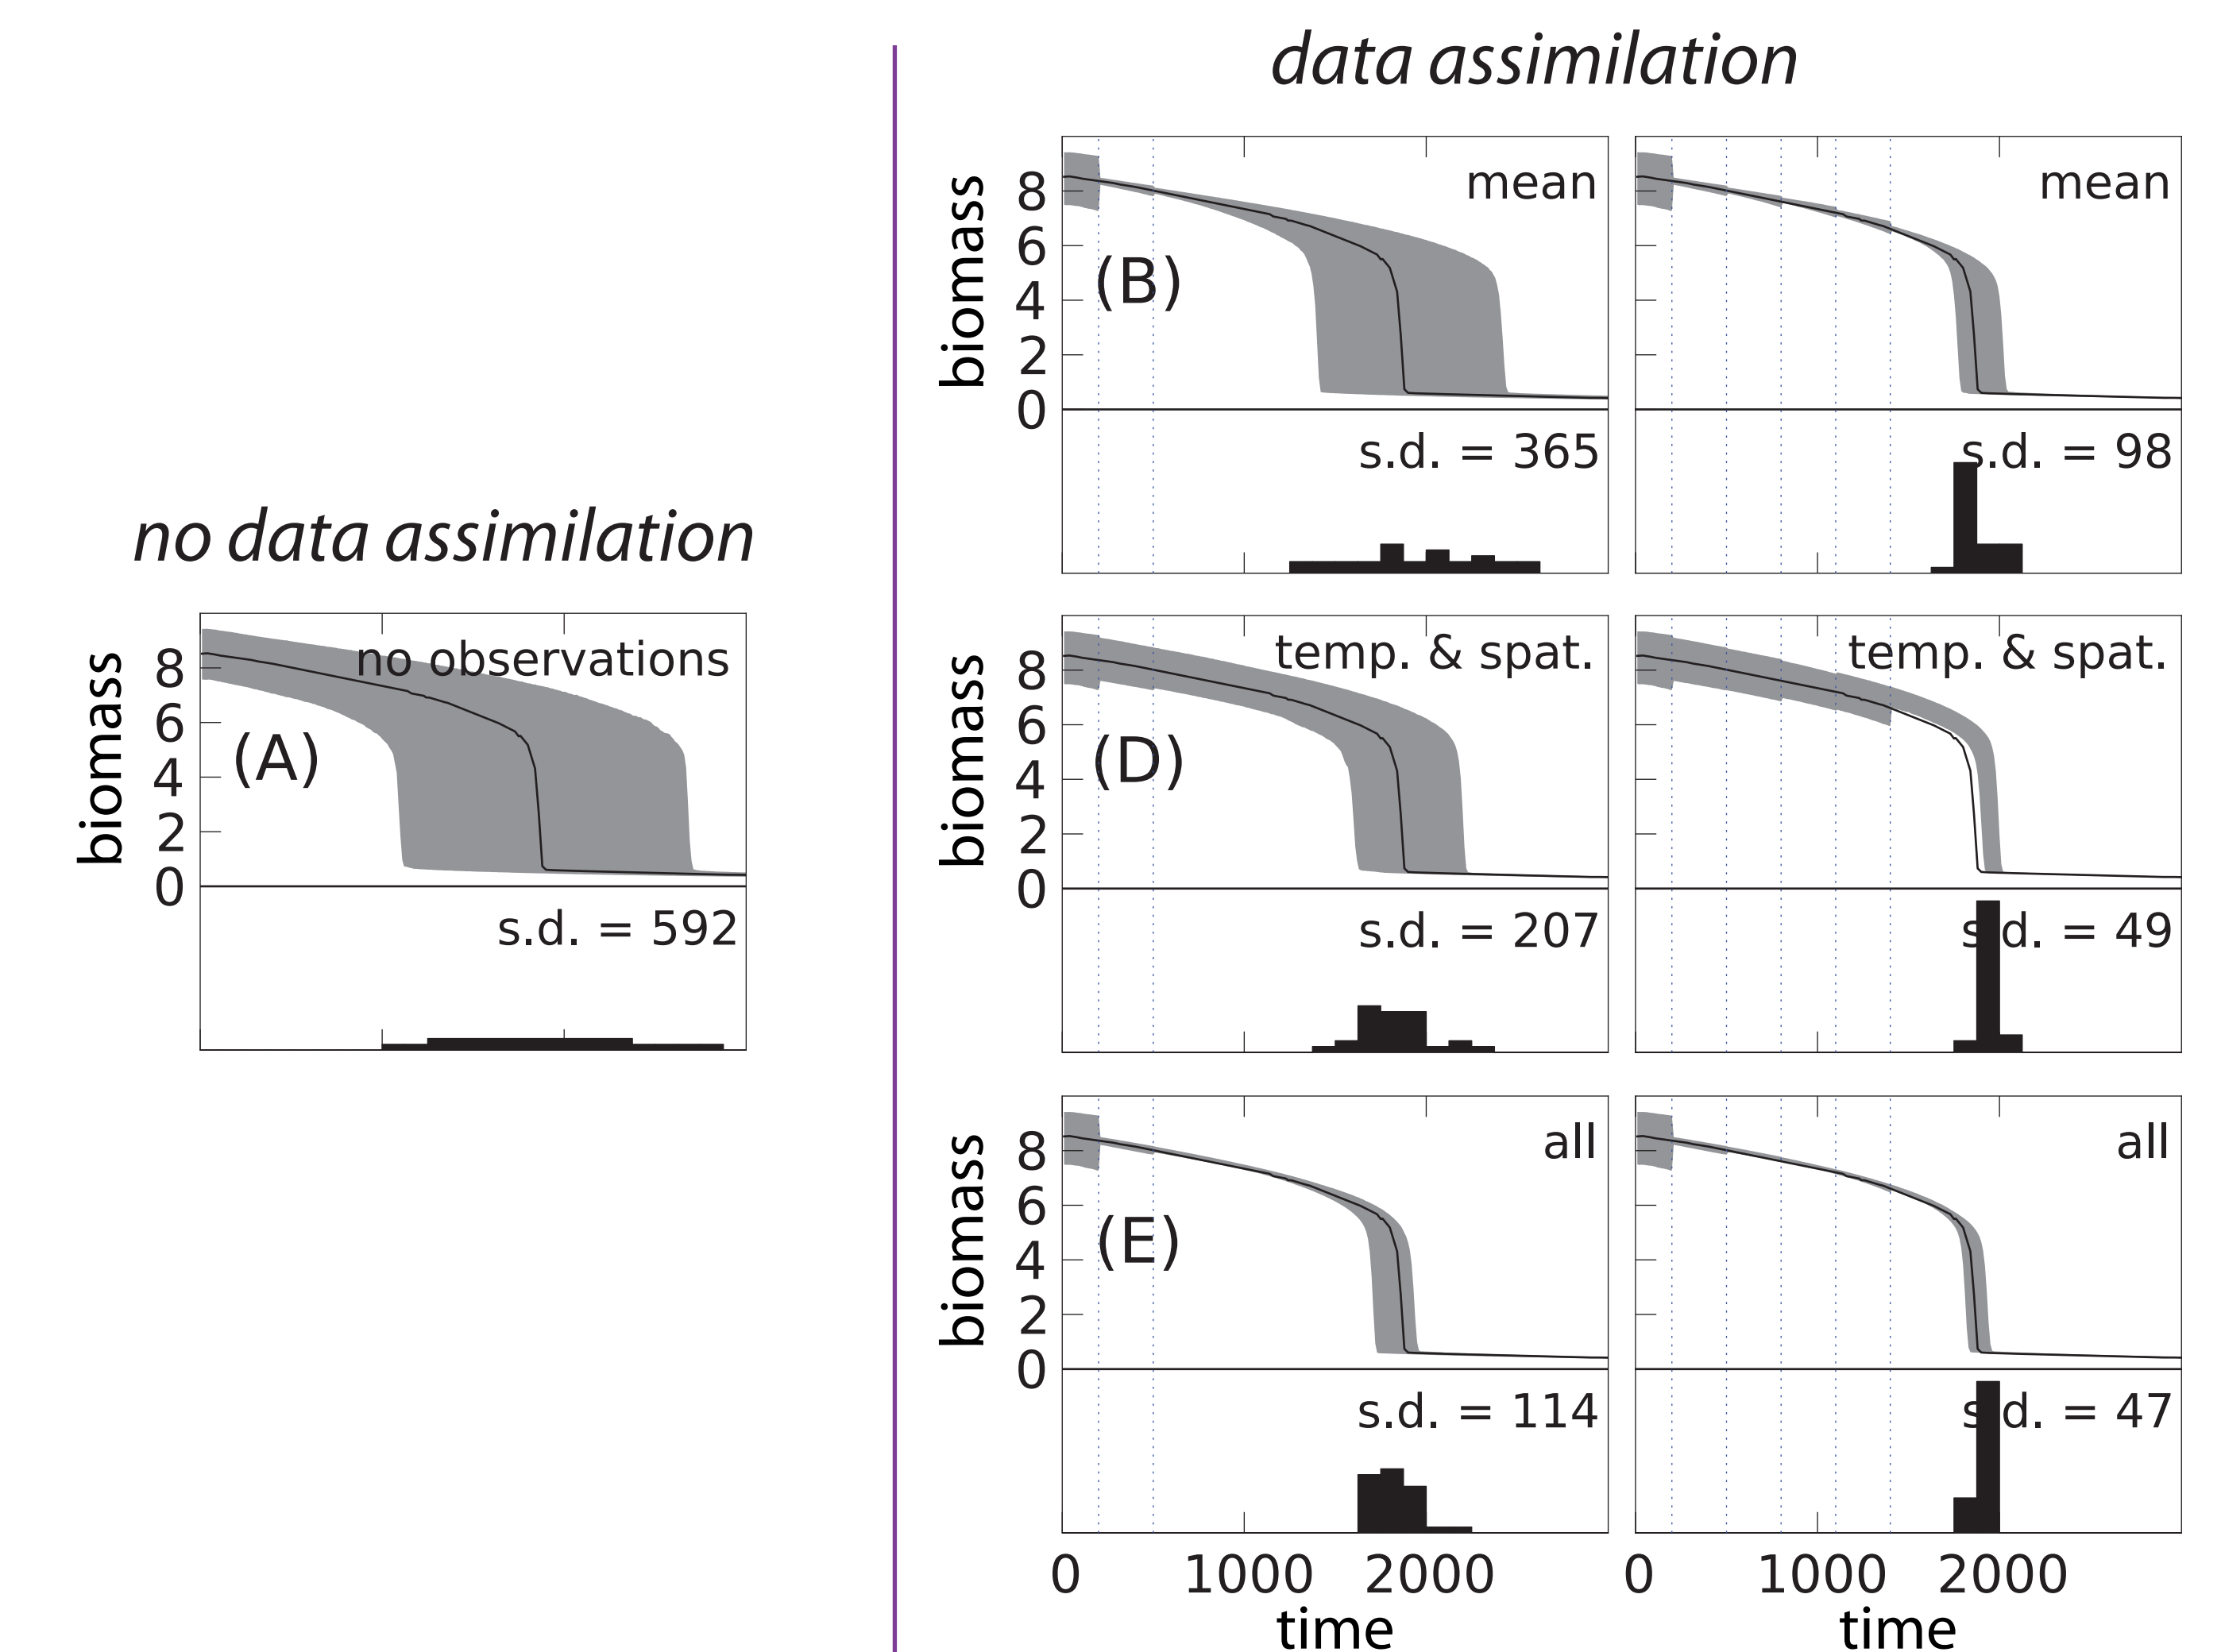 data assimilation
no data assimilation
biomass
8
6
4
2
0
no observations
(A)
s.d. = 592
biomass
8
6
4
2
0
mean
(B)
s.d. = 365
mean
s.d. = 98
biomass
8
6
4
2
0
temp. & spat.
(D)
s.d. = 207
temp. & spat.
s.d. = 49
biomass
8
6
4
2
0
all
(E)
s.d. = 114
all
s.d. = 47
0 1000 2000
time
0 1000 2000
time